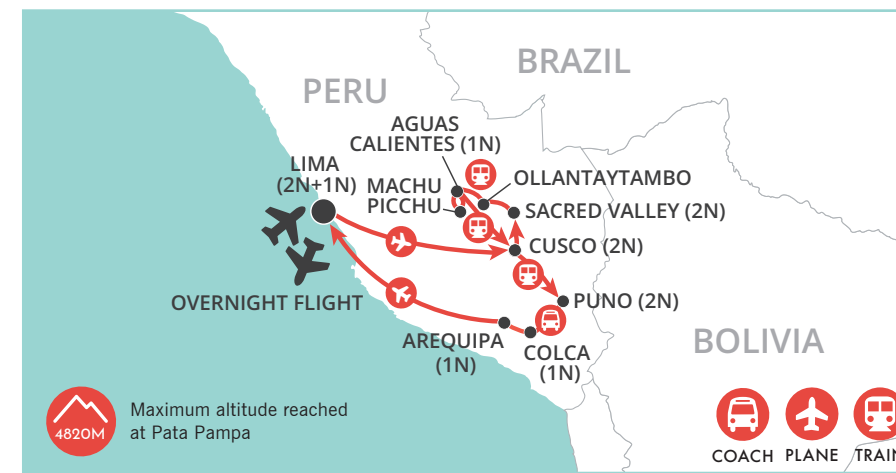 BRAZIL
PERU
AGUAS
CALIENTES (1N)
LIMA
(2N+1N)
MACHU
PICCHU
OLLANTAYTAMBO
SACRED VALLEY (2N)
CUSCO (2N)
OVERNIGHT FLIGHT
PUNO (2N)
AREQUIPA
(1N)
COLCA
(1N)
BOLIVIA
4820M
Maximum altitude reached
at Pata Pampa
COACH PLANE TRAIN